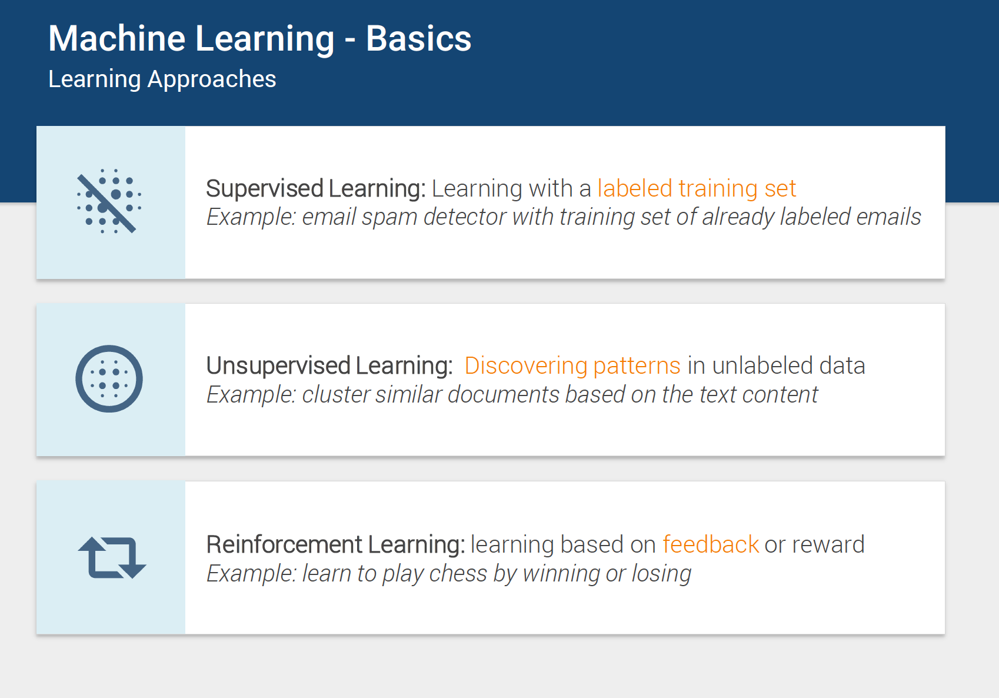 Machine Learning - Basics
Learning Approaches
Supervised Learning: Learning with a labeled training set
Example: email spam detector with training set of already labeled emails
Unsupervised Learning: Discovering patterns in unlabeled data
Example: cluster similar documents based on the text content
Reinforcement Learning: learning based on feedback or reward
Example: learn to play chess by winning or losing